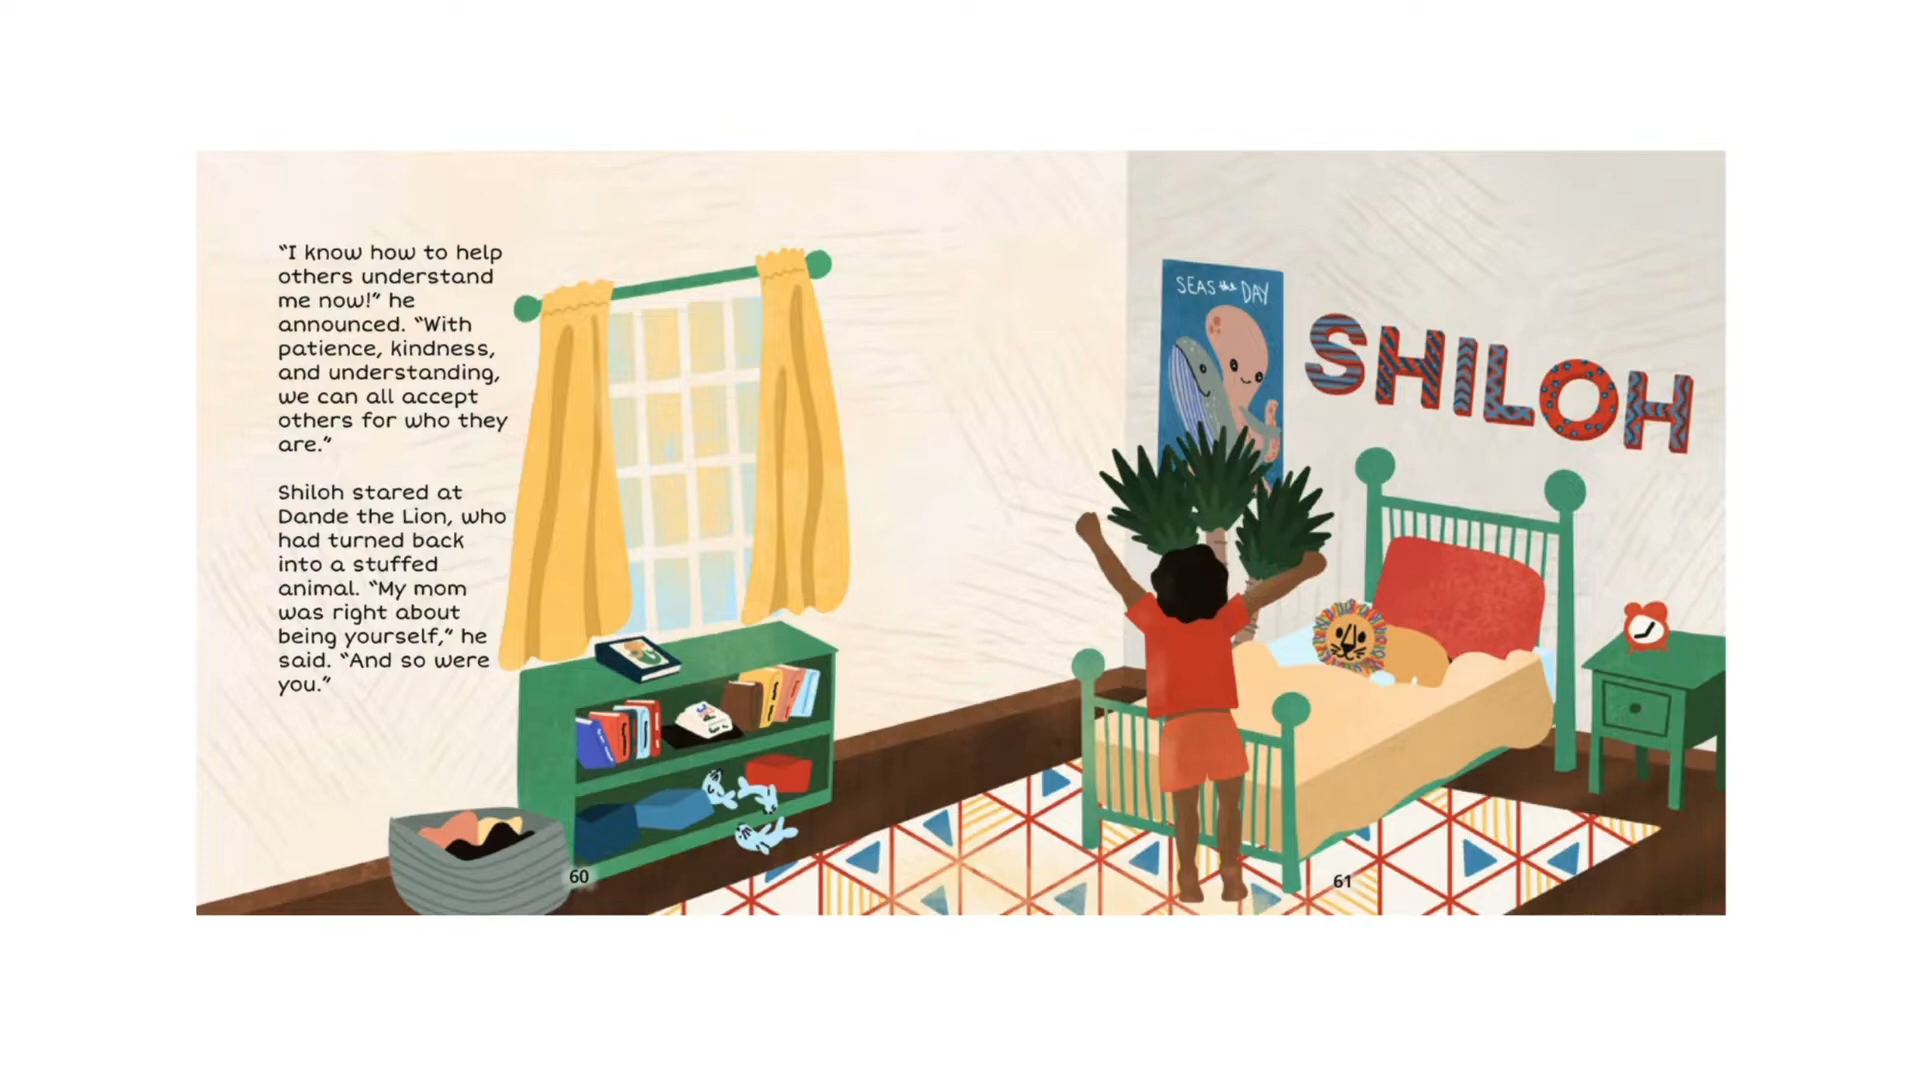 “I know how to help
others understand
me now!” he
announced. “With
patience, kindness,
and understanding,
we can all accept
others for who they
are.”
Shiloh stared at
Dande the Lion, who
had turned back
into a stuffed
animal. “My mom
was right about
being yourself,” he
said. “And so were
you.”
SEAS the DAY
SHILOH
60
61